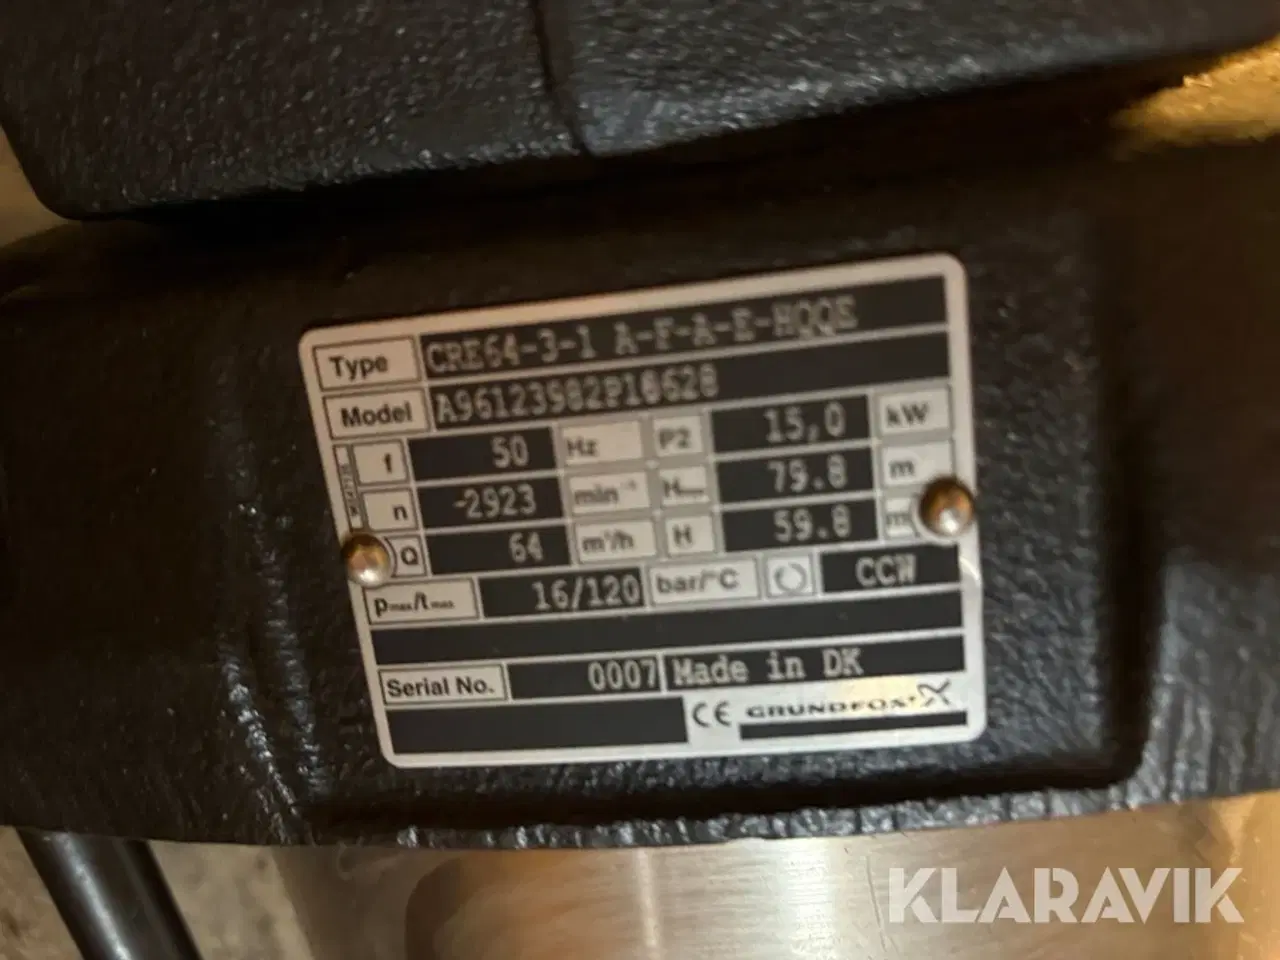 Type CRE64-3-1 A-F-A-E-HQQE
Model A96123982P10628
f 50 Hz P2 15,0 kW
n -2923 min⁻¹ Hmax 79.8 m
Q 64 m³/h H 59.8 m
pmax/tmax 16/120 bar/°C CCW
Serial No. 0007 Made in DK
CE GRUNDFOS
KLARAVIK